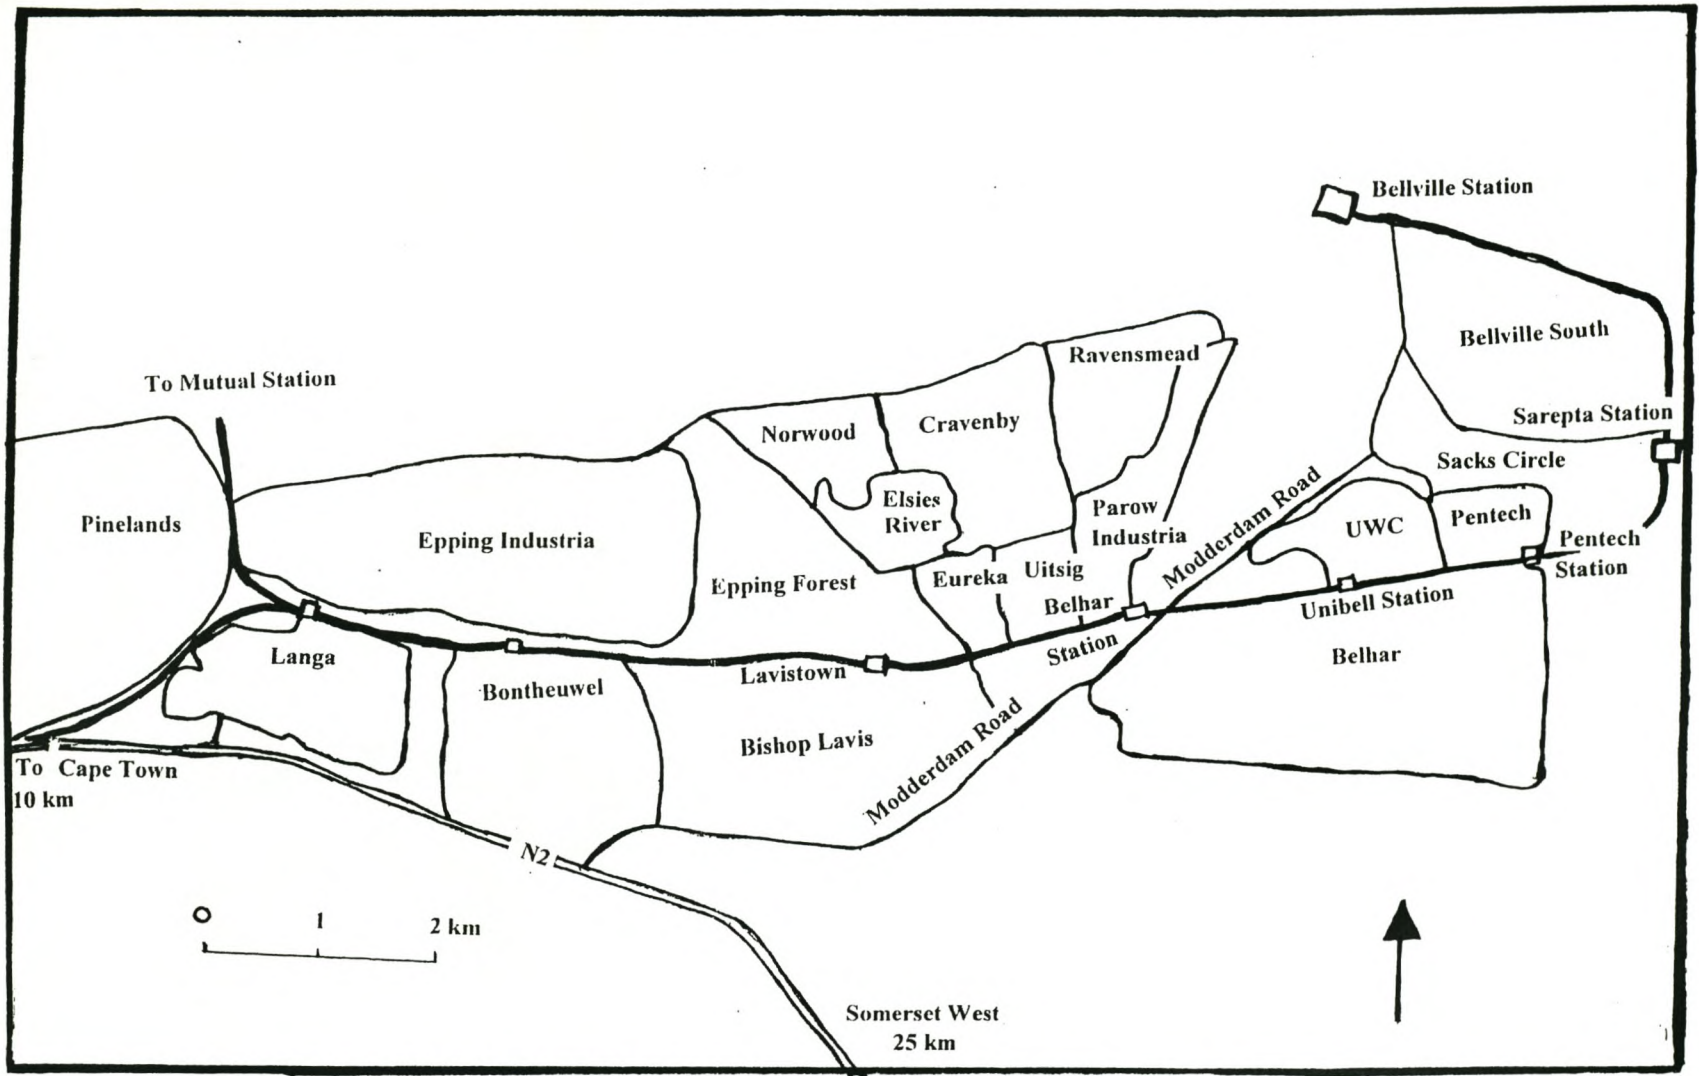 Bellville Station
Bellville South
Ravensmead
To Mutual Station
Sarepta Station
Norwood
Cravenby
Sacks Circle
Elsies
River
Parow
Industria
Modderdam Road
UWC
Pentech
Pinelands
Epping Industria
Pentech
Station
Epping Forest
Eureka
Uitsig
Belhar
Station
Unibell Station
Langa
Bontheuwel
Lavistown
Belhar
Bishop Lavis
Modderdam Road
To Cape Town
10 km
N2
0 1 2 km
Somerset West
25 km